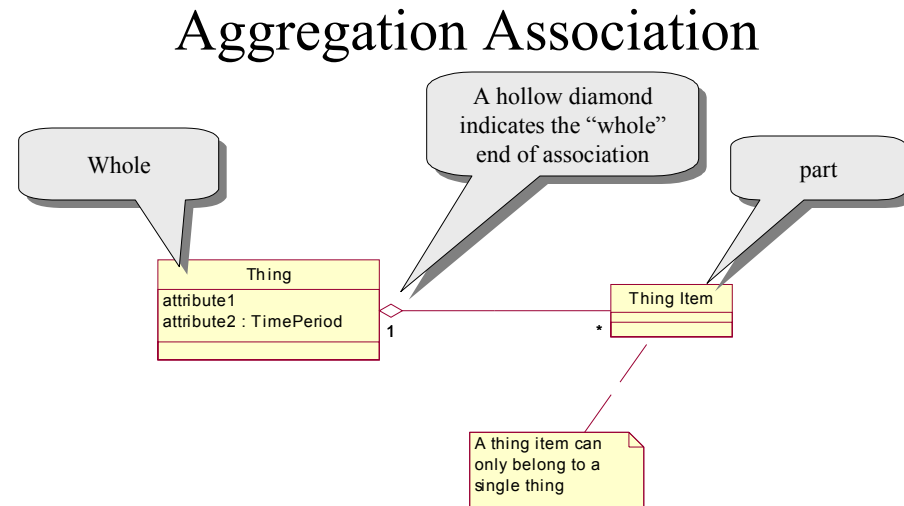 Aggregation Association
A hollow diamond
indicates the “whole”
end of association
Whole
part
Thing
attribute1
attribute2 : TimePeriod
1
*
Thing Item
A thing item can
only belong to a
single thing